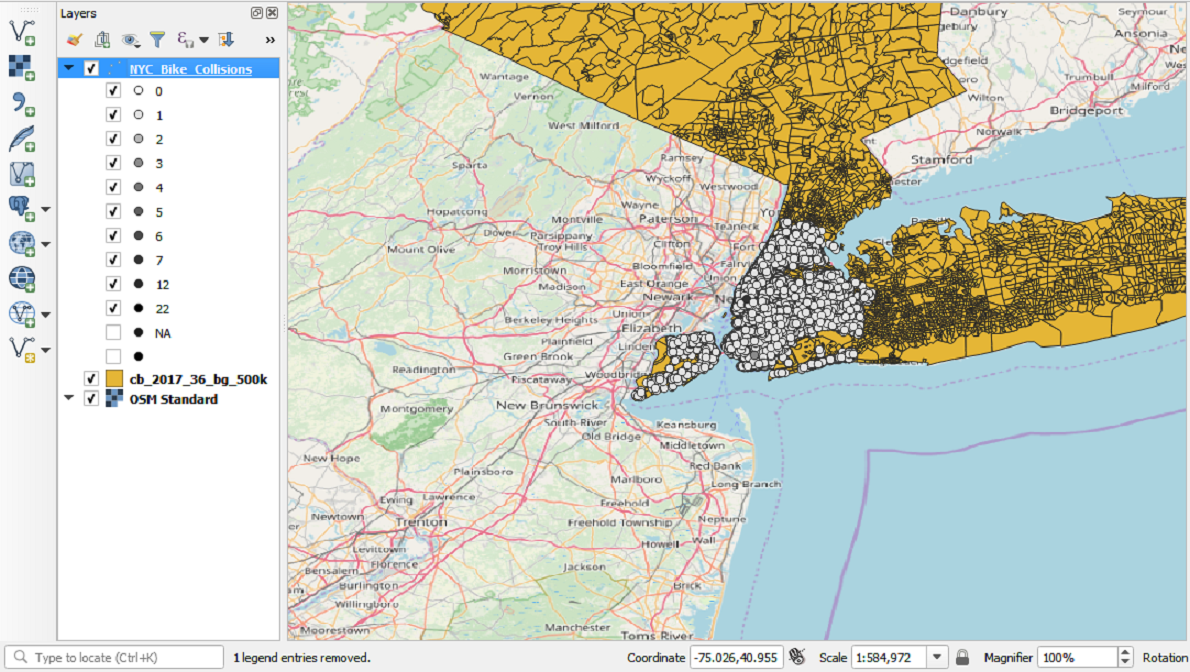 Layers
»
NYC_Bike_Collisions
0
1
2
3
4
5
6
7
12
22
NA
cb_2017_36_bg_500k
OSM Standard
Danbury
Seymour
Ansonia
Trumbull
Milford
Bridgeport
Wilton
Norwalk
Stamford
Wantage
Vernon
West Milford
Sparta
Ramsey
Wyckoff
Westwood
Hopatcong
Wayne
Montville
Paterson
Teaneck
Dover
Parsippany
Troy Hills
Clifton
Fort
Mount Olive
Bloomfield
Morristown
East Orange
Union
Madison
Newark
Berkeley Heights
Union
Elizabeth
Plainfield
Linden
Green Brook
Readington
Piscataway
Woodbridge
Montgomery
New Brunswick
South River
Keansburg
Old Bridge
Middletown
New Hope
Plainsboro
Red Bank
Marlboro
Long Branch
Ewing
Lawrence
Freehold
Newtown
Trenton
Freehold Township
Neptune
Levittown
Howell
Wall
Bensalem
Florence
Jackson
Burlington
Brick
Willingboro
Moorestown
Manchester
Toms River
Type to locate (Ctrl+K)
1 legend entries removed.
Coordinate
-75.026,40.955
Scale
1:584,972
Magnifier
100%
Rotation